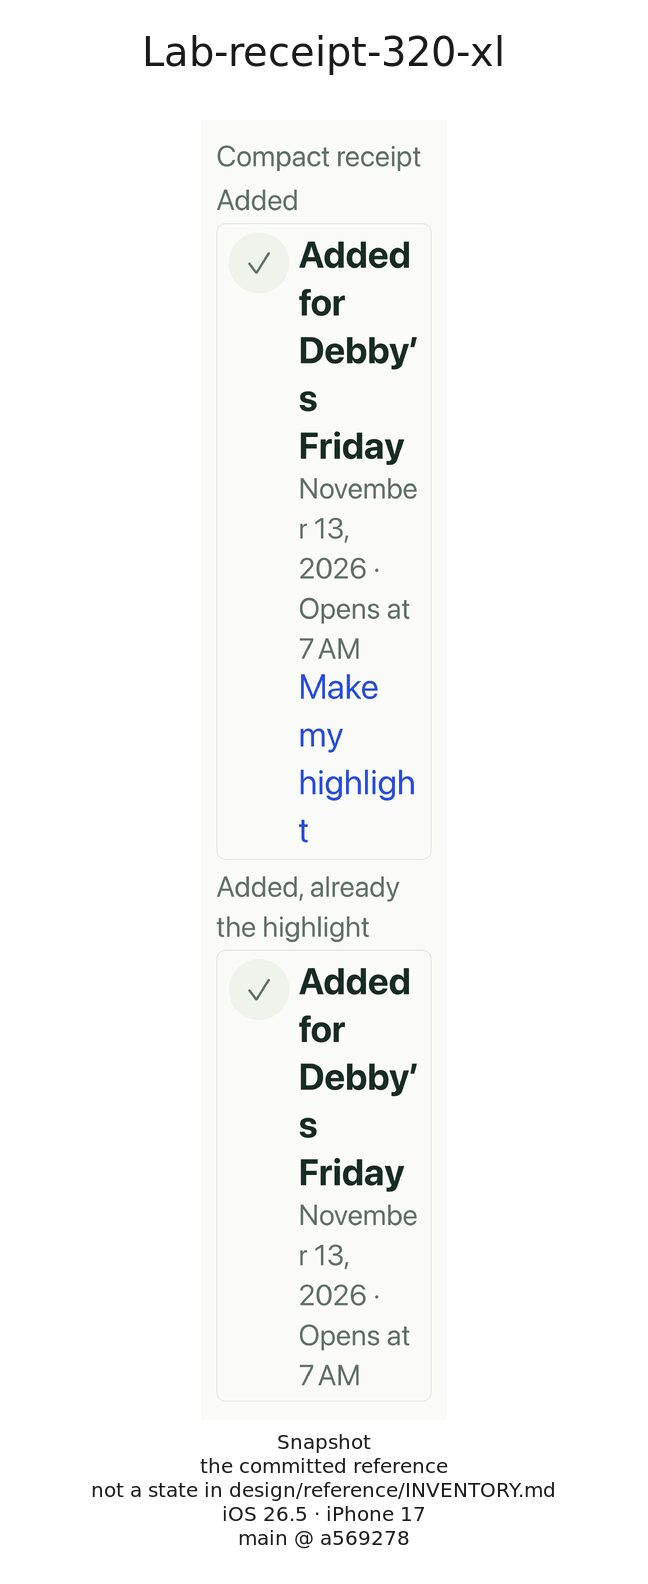 Lab-receipt-320-xl
Compact receipt
Added
Added
for
Debby’
s
Friday
Novembe
r 13,
2026 ·
Opens at
7 AM
Make
my
highligh
t
Added, already
the highlight
Added
for
Debby’
s
Friday
Novembe
r 13,
2026 ·
Opens at
7 AM
Snapshot
the committed reference
not a state in design/reference/INVENTORY.md
iOS 26.5 · iPhone 17
main @ a569278